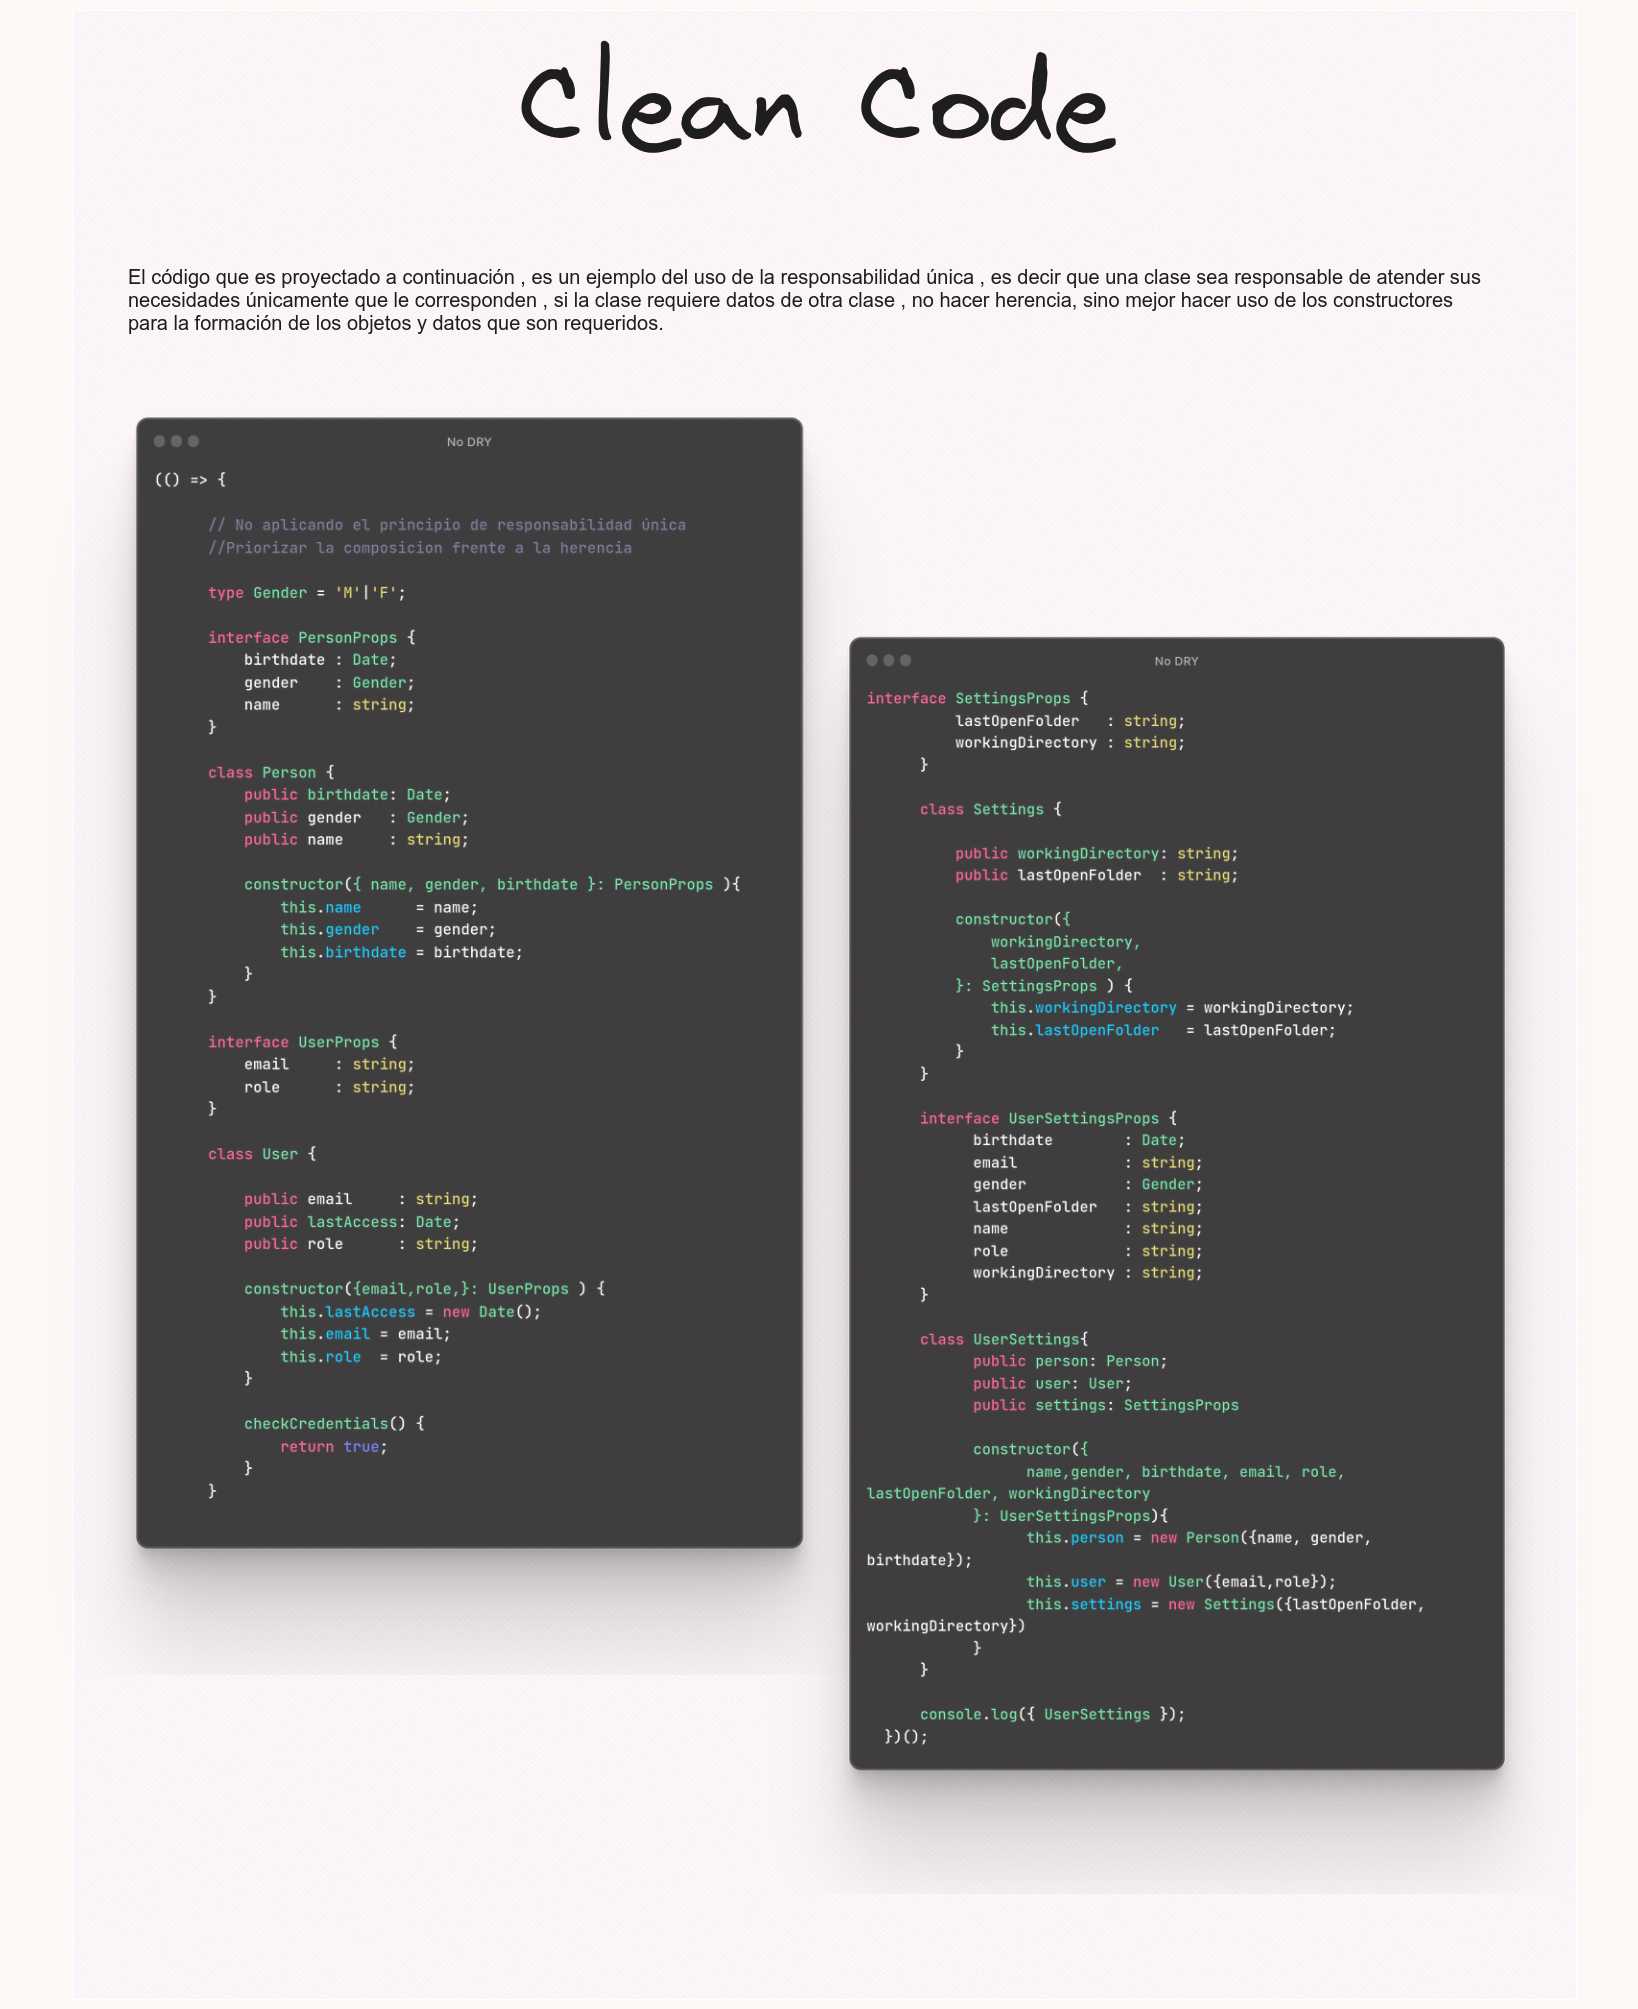 Clean Code
El código que es proyectado a continuación , es un ejemplo del uso de la responsabilidad única , es decir que una clase sea responsable de atender sus
necesidades únicamente que le corresponden , si la clase requiere datos de otra clase , no hacer herencia, sino mejor hacer uso de los constructores
para la formación de los objetos y datos que son requeridos.
No DRY
(() => {
// No aplicando el principio de responsabilidad única
//Priorizar la composicion frente a la herencia
type Gender = 'M'|'F';
interface PersonProps {
birthdate : Date;
gender    : Gender;
name      : string;
}
class Person {
public birthdate: Date;
public gender   : Gender;
public name     : string;
constructor({ name, gender, birthdate }: PersonProps ){
this.name      = name;
this.gender    = gender;
this.birthdate = birthdate;
}
}
interface UserProps {
email     : string;
role      : string;
}
class User {
public email     : string;
public lastAccess: Date;
public role      : string;
constructor({email,role,}: UserProps ) {
this.lastAccess = new Date();
this.email = email;
this.role  = role;
}
checkCredentials() {
return true;
}
}
No DRY
interface SettingsProps {
lastOpenFolder   : string;
workingDirectory : string;
}
class Settings {
public workingDirectory: string;
public lastOpenFolder  : string;
constructor({
workingDirectory,
lastOpenFolder,
}: SettingsProps ) {
this.workingDirectory = workingDirectory;
this.lastOpenFolder   = lastOpenFolder;
}
}
interface UserSettingsProps {
birthdate        : Date;
email            : string;
gender           : Gender;
lastOpenFolder   : string;
name             : string;
role             : string;
workingDirectory : string;
}
class UserSettings{
public person: Person;
public user: User;
public settings: SettingsProps
constructor({
name,gender, birthdate, email, role,
lastOpenFolder, workingDirectory
}: UserSettingsProps){
this.person = new Person({name, gender,
birthdate});
this.user = new User({email,role});
this.settings = new Settings({lastOpenFolder,
workingDirectory})
}
}
console.log({ UserSettings });
})();